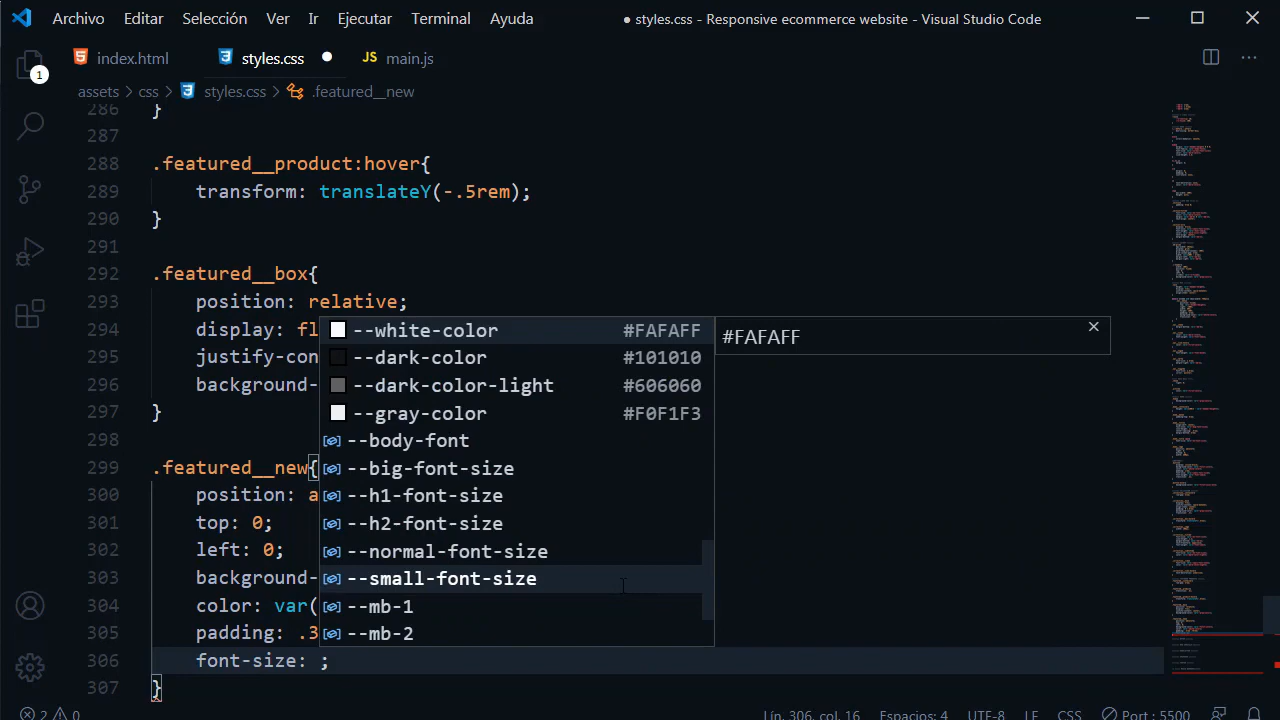 Archivo Editar Selección Ver Ir Ejecutar Terminal Ayuda ● styles.css - Responsive ecommerce website - Visual Studio Code
index.html styles.css JS main.js
1
assets > css > styles.css > .featured__new
286 }
287
288 .featured__product:hover{
289 transform: translateY(-.5rem);
290 }
291
292 .featured__box{
293 position: relative;
294 display: fl
295 justify-con
296 background-
297 }
298
299 .featured__new{
300 position: a
301 top: 0;
302 left: 0;
303 background-
304 color: var(
305 padding: .3
306 font-size: ;
307 }
--white-color #FAFAFF
--dark-color #101010
--dark-color-light #606060
--gray-color #F0F1F3
--body-font
--big-font-size
--h1-font-size
--h2-font-size
--normal-font-size
--small-font-size
--mb-1
--mb-2
#FAFAFF
2 0 Lín. 306, col. 16 Espacios: 4 UTF-8 LF CSS Port : 5500